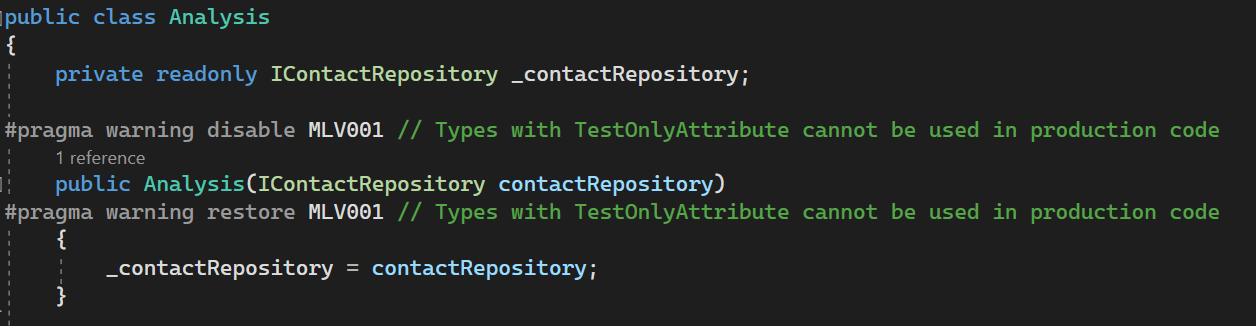 public class Analysis
{
private readonly IContactRepository _contactRepository;
#pragma warning disable MLV001 // Types with TestOnlyAttribute cannot be used in production code
1 reference
public Analysis(IContactRepository contactRepository)
#pragma warning restore MLV001 // Types with TestOnlyAttribute cannot be used in production code
{
_contactRepository = contactRepository;
}